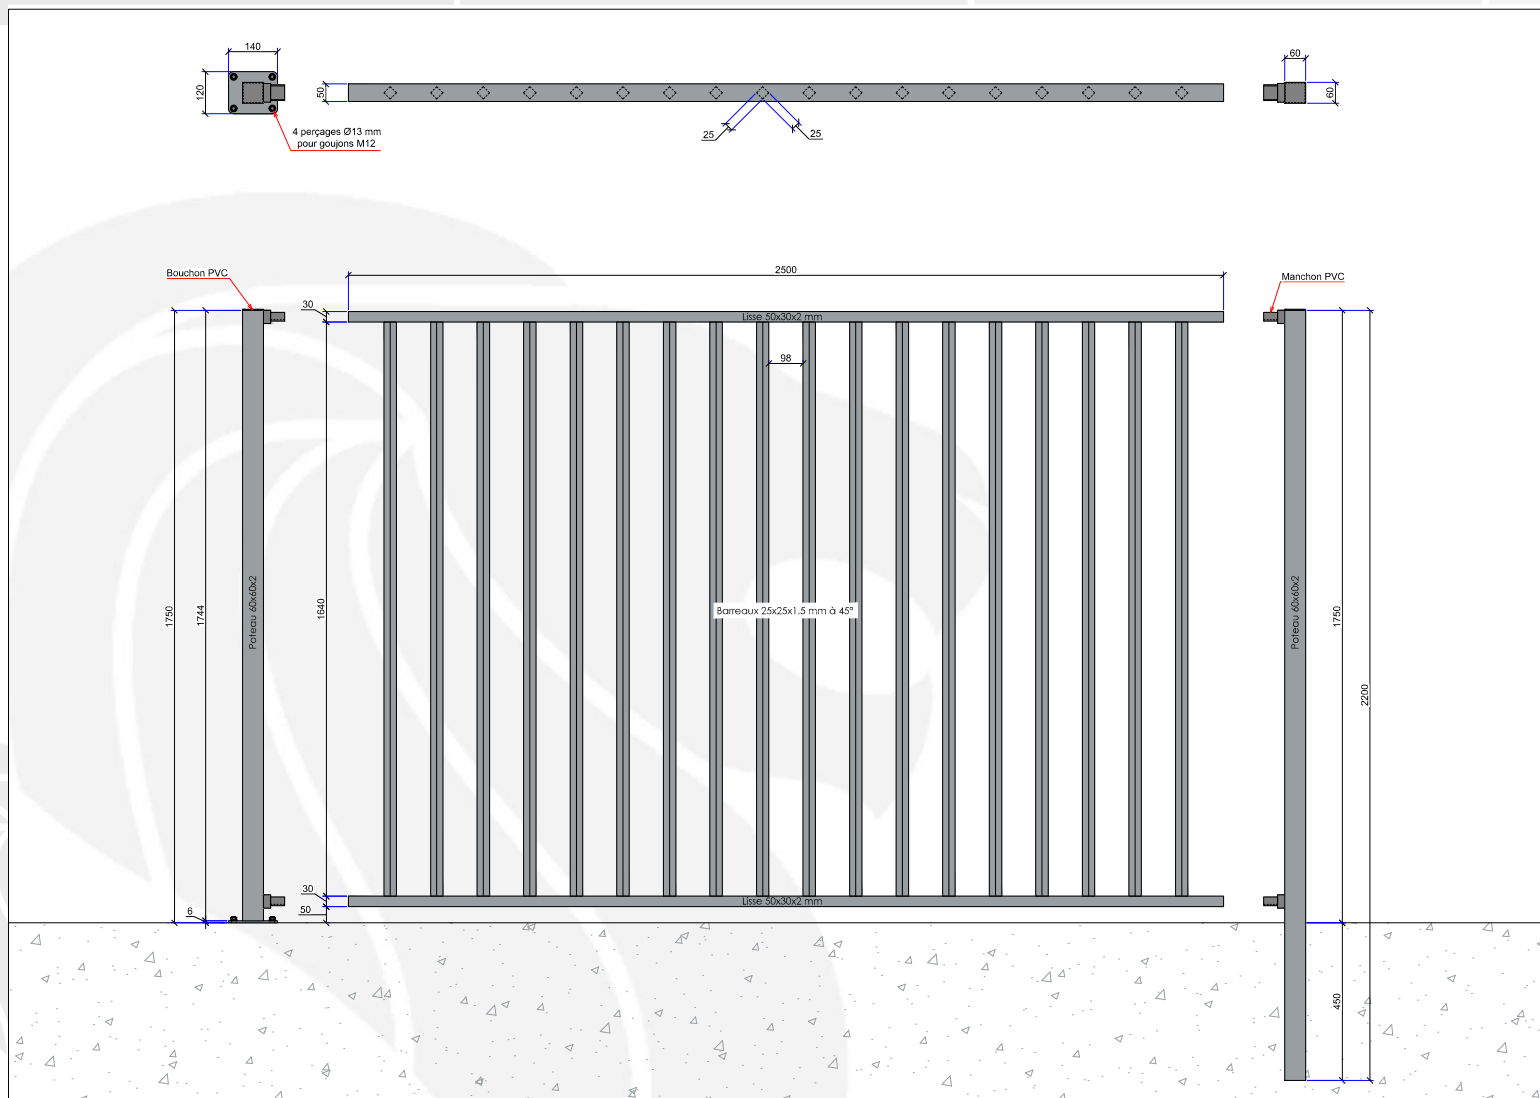 140
120
4 perçages Ø13 mm
pour goujons M12
50
25
25
60
60
Bouchon PVC
2500
Manchon PVC
30
Lisse 50x30x2 mm
98
1750
1744
Poteau 60x60x2
1640
Barreaux 25x25x1.5 mm à 45°
Poteau 60x60x2
1750
2200
30
6
50
Lisse 50x30x2 mm
450